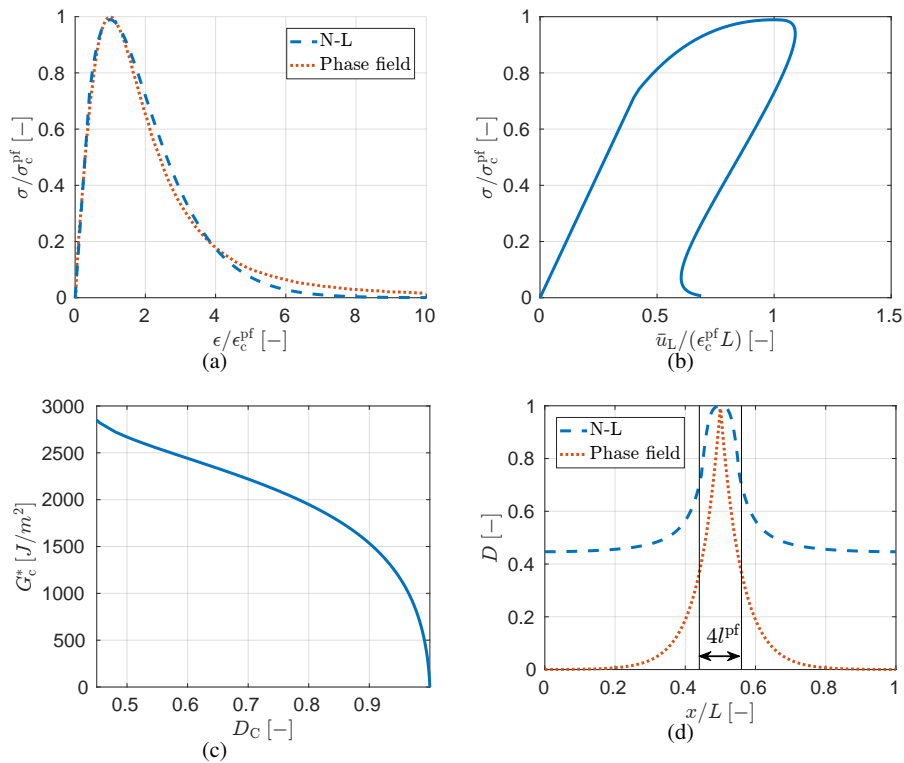 1
0.8
0.6
0.4
0.2
0
σ/σ_c^pf [−]
N-L
Phase field
0 2 4 6 8 10
ϵ/ϵ_c^pf [−]
(a)
1
0.8
0.6
0.4
0.2
0
σ/σ_c^pf [−]
0 0.5 1 1.5
ū_L/(ϵ_c^pf L) [−]
(b)
3000
2500
2000
1500
1000
500
0
G_c^* [J/m^2]
0.5 0.6 0.7 0.8 0.9
D_C [−]
(c)
1
0.8
0.6
0.4
0.2
0
D [−]
N-L
Phase field
4l^pf
0 0.2 0.4 0.6 0.8 1
x/L [−]
(d)